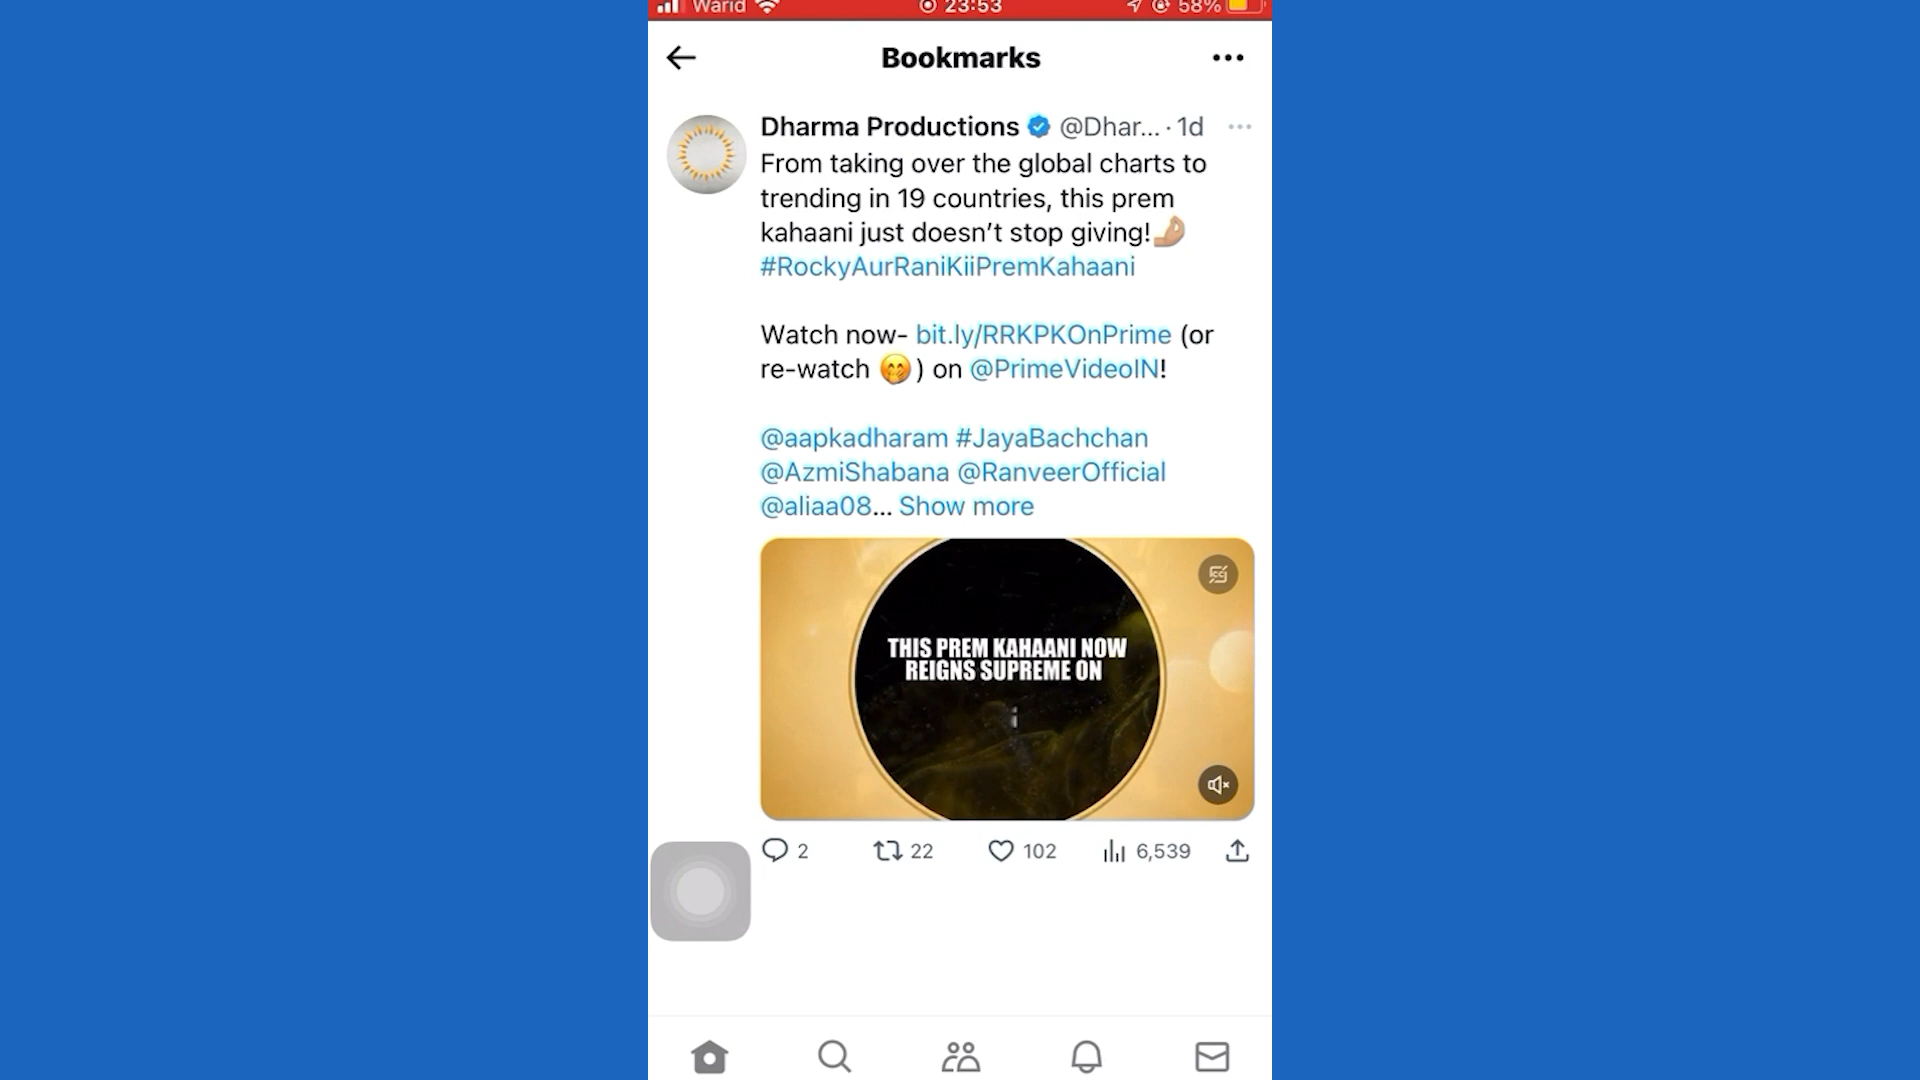 Warid 23:53 58%
Bookmarks
Dharma Productions @Dhar... · 1d
From taking over the global charts to
trending in 19 countries, this prem
kahaani just doesn’t stop giving!🤌🏼
#RockyAurRaniKiiPremKahaani
Watch now- bit.ly/RRKPKOnPrime (or
re-watch 🤭) on @PrimeVideoIN!
@aapkadharam #JayaBachchan
@AzmiShabana @RanveerOfficial
@aliaa08... Show more
THIS PREM KAHAANI NOW
REIGNS SUPREME ON
2 22 102 6,539